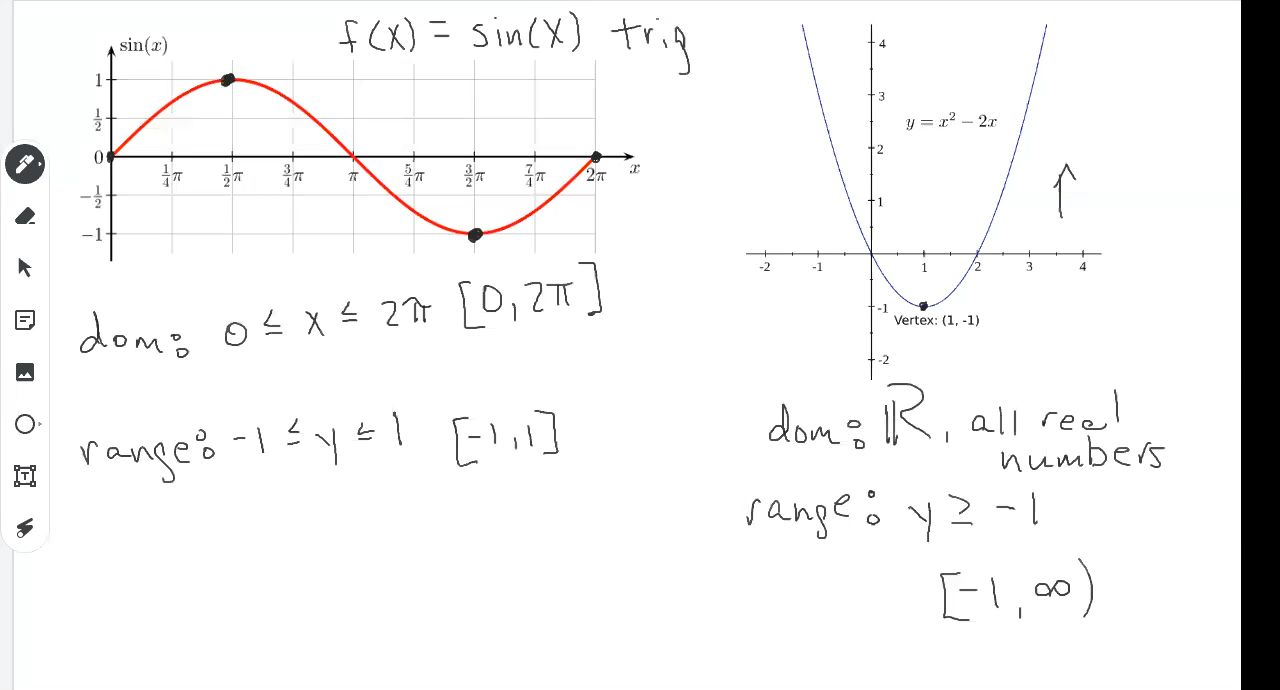 f(x) = sin(x) trig
sin(x)
1
1/2
0
-1/2
-1
1/4π 1/2π 3/4π π 5/4π 3/2π 7/4π 2π x
dom: 0 ≤ x ≤ 2π [0, 2π]
range: -1 ≤ y ≤ 1 [-1, 1]
4
3
y = x² − 2x
2
1
-2 -1 1 2 3 4
-1
Vertex: (1, -1)
-2
dom: ℝ, all real
numbers
range: y ≥ -1
[-1, ∞)
T